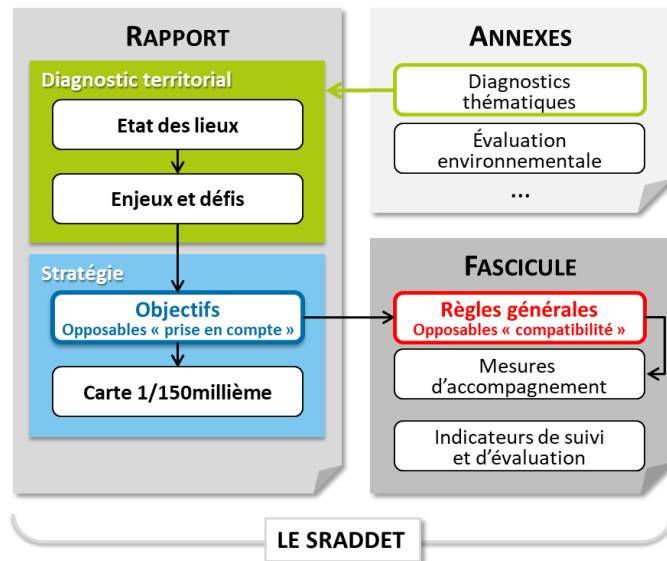 RAPPORT
Diagnostic territorial
Etat des lieux
Enjeux et défis
Stratégie
Objectifs
Opposables « prise en compte »
Carte 1/150millième
ANNEXES
Diagnostics
thématiques
Évaluation
environnementale
...
FASCICULE
Règles générales
Opposables « compatibilité »
Mesures
d'accompagnement
Indicateurs de suivi
et d'évaluation
LE SRADDET